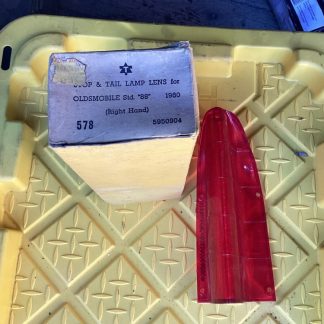 STOP & TAIL LAMP LENS for
OLDSMOBILE Std. "88" 1960
(Right Hand)
578 5950904